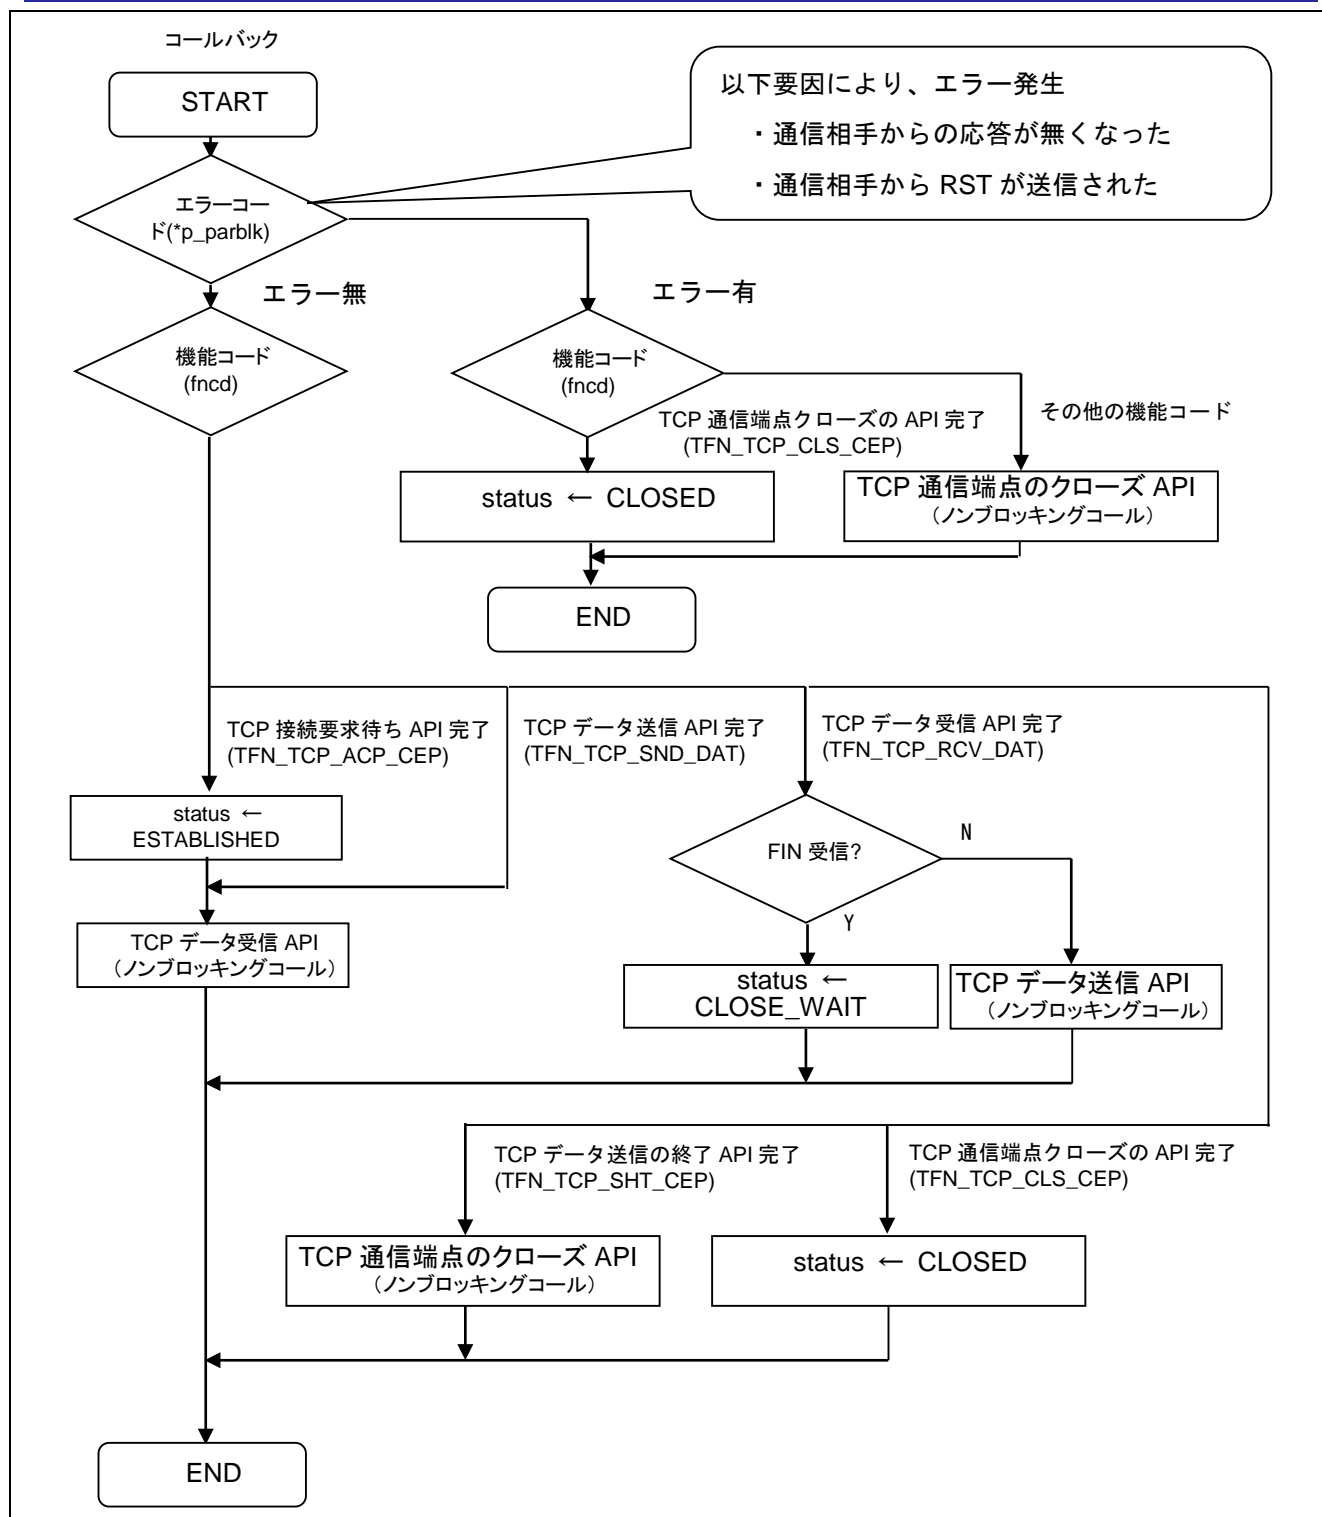 コールバック
START
以下要因により、エラー発生
・通信相手からの応答が無くなった
・通信相手から RST が送信された
エラーコー
ド(*p_parblk)
エラー無
エラー有
機能コード
(fncd)
機能コード
(fncd)
TCP 通信端点クローズの API 完了
(TFN_TCP_CLS_CEP)
その他の機能コード
status ← CLOSED
TCP 通信端点のクローズ API
（ノンブロッキングコール）
END
TCP 接続要求待ち API 完了
(TFN_TCP_ACP_CEP)
TCP データ送信 API 完了
(TFN_TCP_SND_DAT)
TCP データ受信 API 完了
(TFN_TCP_RCV_DAT)
status ←
ESTABLISHED
FIN 受信?
N
Y
TCP データ受信 API
（ノンブロッキングコール）
status ←
CLOSE_WAIT
TCP データ送信 API
（ノンブロッキングコール）
TCP データ送信の終了 API 完了
(TFN_TCP_SHT_CEP)
TCP 通信端点クローズの API 完了
(TFN_TCP_CLS_CEP)
TCP 通信端点のクローズ API
（ノンブロッキングコール）
status ← CLOSED
END